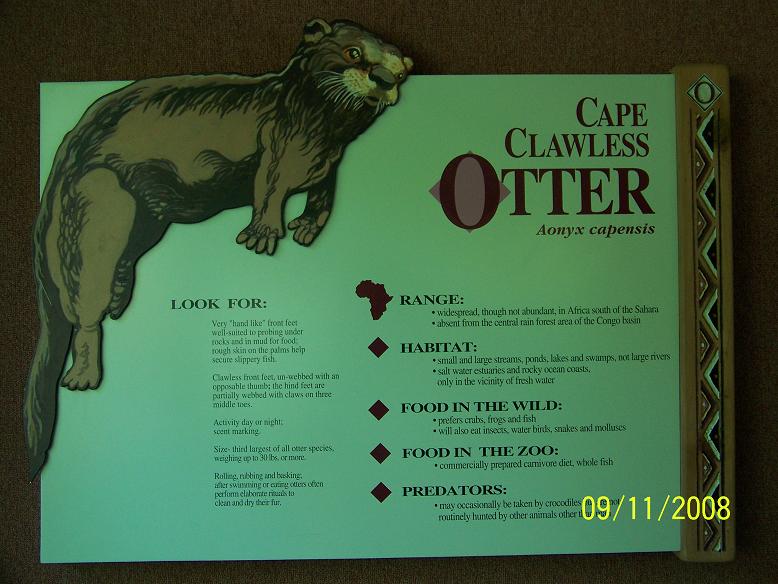 O
CAPE
CLAWLESS
OTTER
Aonyx capensis
LOOK FOR:
Very "hand like" front feet
well-suited to probing under
rocks and in mud for food;
rough skin on the palms help
secure slippery fish.
Clawless front feet, un-webbed with an
opposable thumb; the hind feet are
partially webbed with claws on three
middle toes.
Activity day or night;
scent marking.
Size- third largest of all otter species,
weighing up to 30 lbs. or more.
Rolling, rubbing and basking;
after swimming or eating otters often
perform elaborate rituals to
clean and dry their fur.
RANGE:
• widespread, though not abundant, in Africa south of the Sahara
• absent from the central rain forest area of the Congo basin
HABITAT:
• small and large streams, ponds, lakes and swamps, not large rivers
• salt water estuaries and rocky ocean coasts,
only in the vicinity of fresh water
FOOD IN THE WILD:
• prefers crabs, frogs and fish
• will also eat insects, water birds, snakes and molluscs
FOOD IN THE ZOO:
• commercially prepared carnivore diet, whole fish
PREDATORS:
• may occasionally be taken by crocodiles
routinely hunted by other animals other
09/11/2008